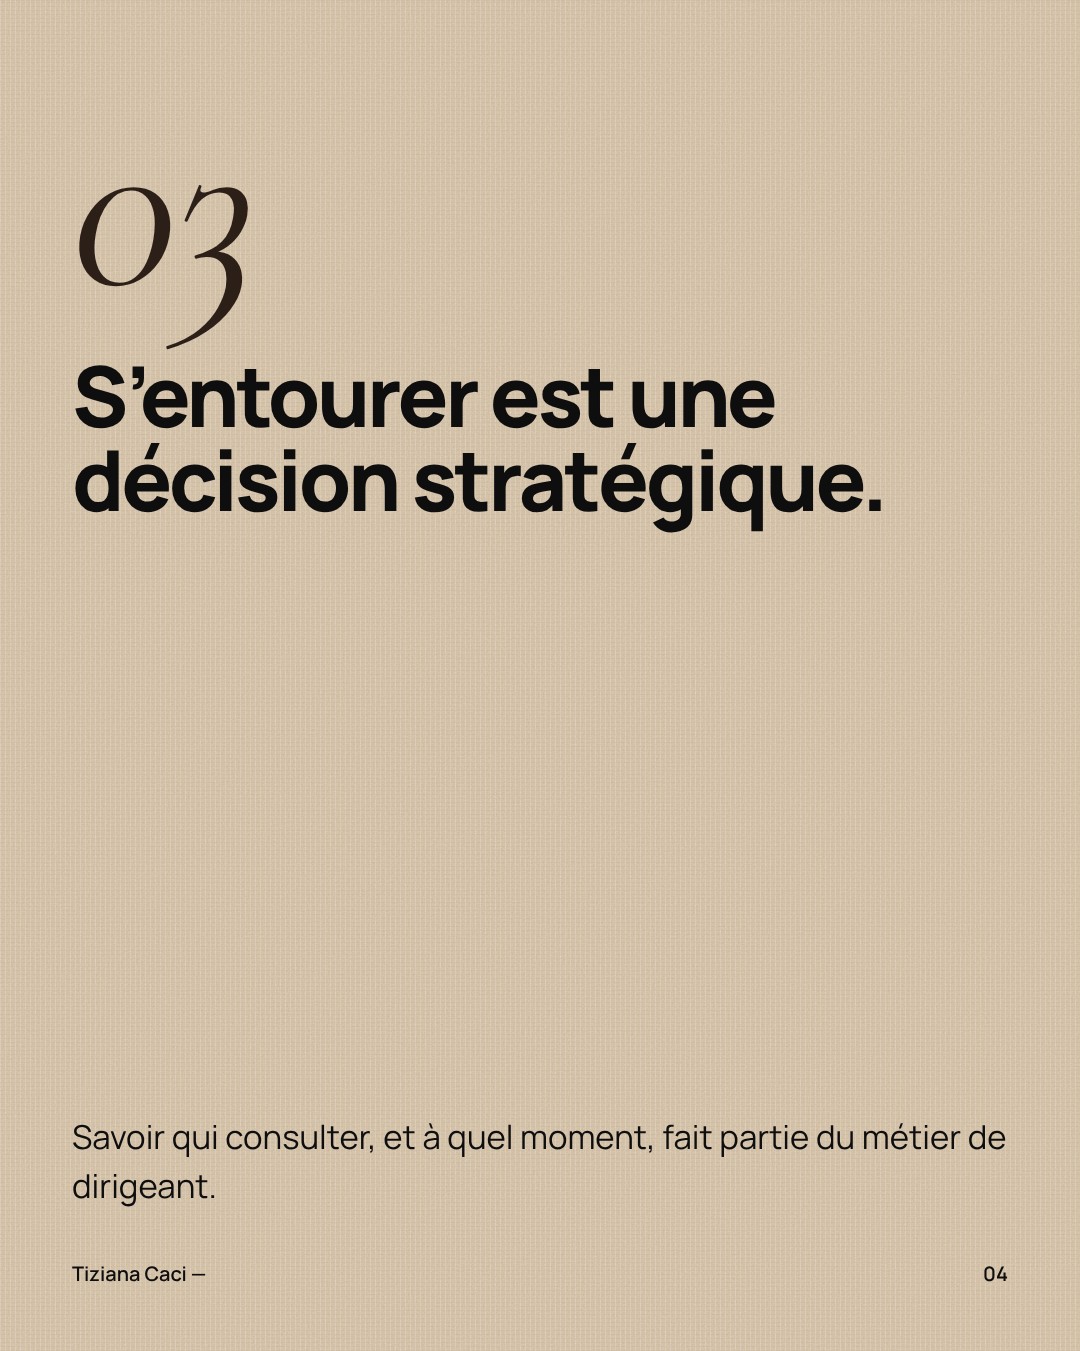 03
S’entourer est une
décision stratégique.
Savoir qui consulter, et à quel moment, fait partie du métier de
dirigeant.
Tiziana Caci —
04